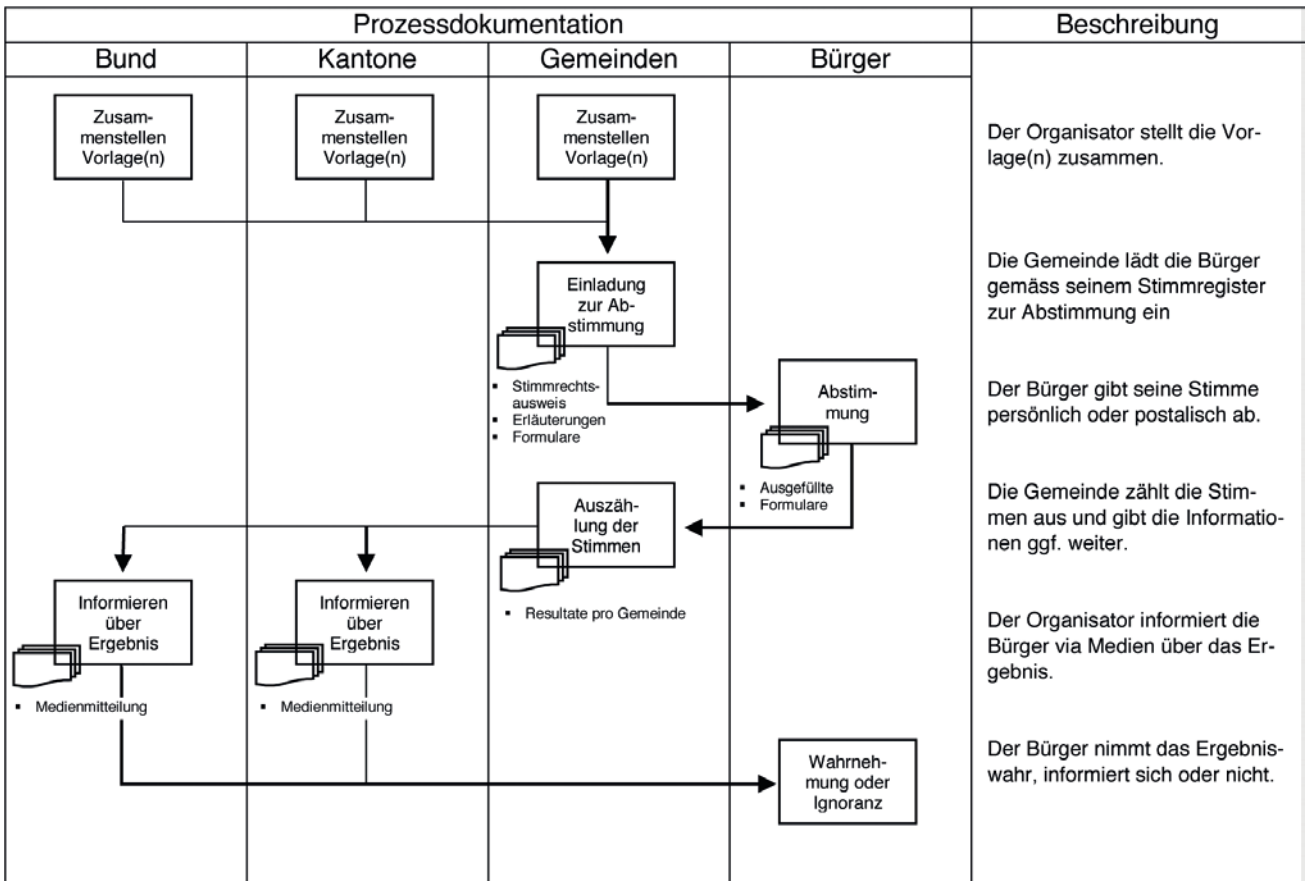 Prozessdokumentation
Beschreibung
Bund
Kantone
Gemeinden
Bürger
Zusam-
menstellen
Vorlage(n)
Zusam-
menstellen
Vorlage(n)
Zusam-
menstellen
Vorlage(n)
Der Organisator stellt die Vor-
lage(n) zusammen.
Einladung
zur Ab-
stimmung
Die Gemeinde lädt die Bürger
gemäss seinem Stimmregister
zur Abstimmung ein
▪ Stimmrechts-
ausweis
▪ Erläuterungen
▪ Formulare
Abstim-
mung
Der Bürger gibt seine Stimme
persönlich oder postalisch ab.
▪ Ausgefüllte
▪ Formulare
Auszäh-
lung der
Stimmen
Die Gemeinde zählt die Stim-
men aus und gibt die Informatio-
nen ggf. weiter.
▪ Resultate pro Gemeinde
Informieren
über
Ergebnis
Informieren
über
Ergebnis
Der Organisator informiert die
Bürger via Medien über das Er-
gebnis.
▪ Medienmitteilung
▪ Medienmitteilung
Wahrneh-
mung oder
Ignoranz
Der Bürger nimmt das Ergebnis-
wahr, informiert sich oder nicht.